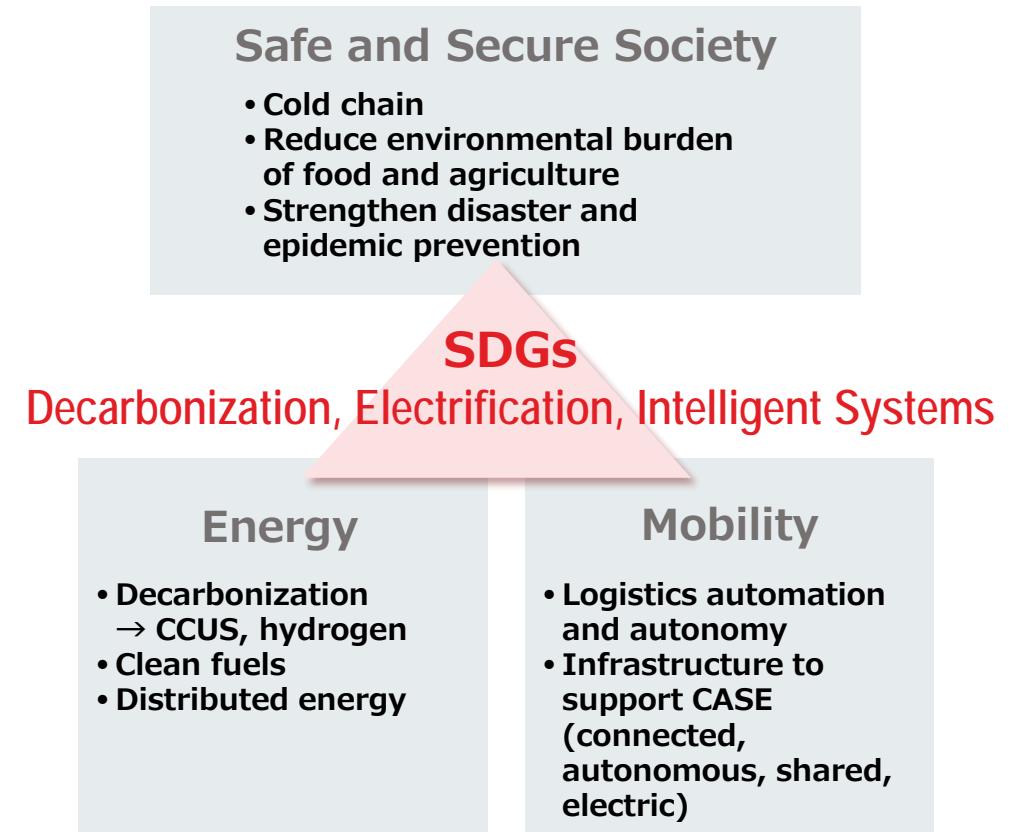 Safe and Secure Society
• Cold chain
• Reduce environmental burden
of food and agriculture
• Strengthen disaster and
epidemic prevention
SDGs
Decarbonization, Electrification, Intelligent Systems
Energy
• Decarbonization
→ CCUS, hydrogen
• Clean fuels
• Distributed energy
Mobility
• Logistics automation
and autonomy
• Infrastructure to
support CASE
(connected,
autonomous, shared,
electric)